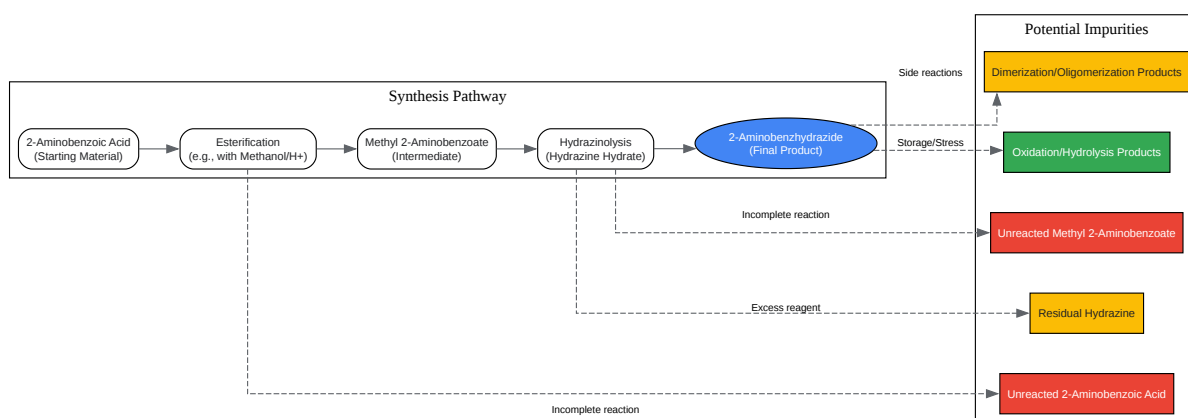 Potential Impurities
Side reactions
Dimerization/Oligomerization Products
Synthesis Pathway
2-Aminobenzoic Acid
(Starting Material)
Esterification
(e.g., with Methanol/H+)
Methyl 2-Aminobenzoate
(Intermediate)
Hydrazinolysis
(Hydrazine Hydrate)
2-Aminobenzhydrazide
(Final Product)
Storage/Stress
Oxidation/Hydrolysis Products
Incomplete reaction
Unreacted Methyl 2-Aminobenzoate
Excess reagent
Residual Hydrazine
Incomplete reaction
Unreacted 2-Aminobenzoic Acid